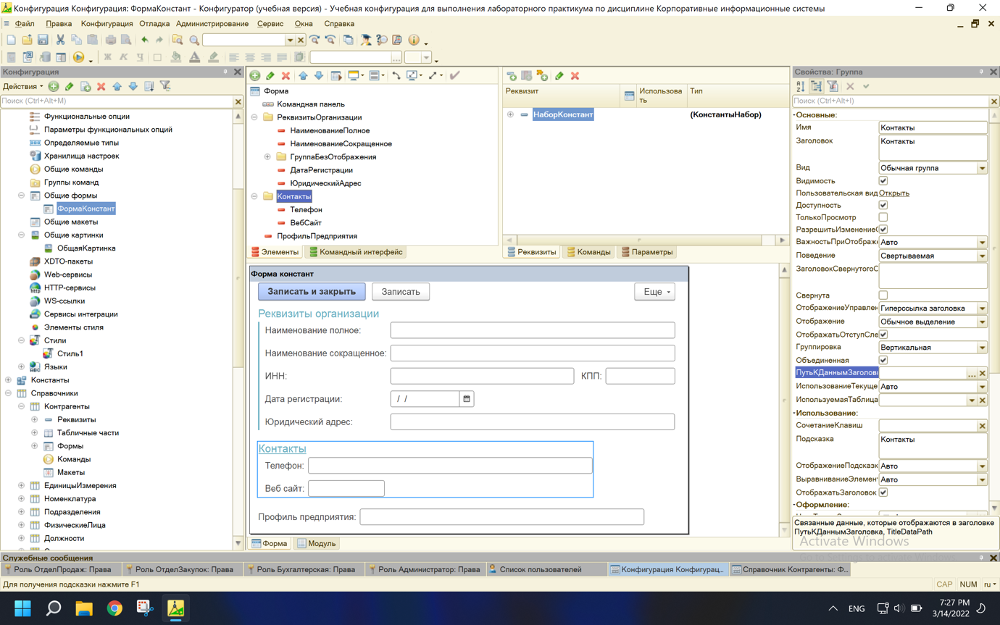 Конфигурация Конфигурация: ФормаКонстант - Конфигуратор (учебная версия) - Учебная конфигурация для выполнения лабораторного практикума по дисциплине Корпоративные информационные системы
Файл Правка Конфигурация Отладка Администрирование Сервис Окна Справка
Конфигурация
Действия
Поиск (Ctrl+Alt+M)
Функциональные опции
Параметры функциональных опций
Определяемые типы
Хранилища настроек
Общие команды
Группы команд
Общие формы
ФормаКонстант
Общие макеты
Общие картинки
ОбщаяКартинка
XDTO-пакеты
Web-сервисы
HTTP-сервисы
WS-ссылки
Сервисы интеграции
Элементы стиля
Стили
Стиль1
Языки
Константы
Справочники
Контрагенты
Реквизиты
Табличные части
Формы
Команды
Макеты
ЕдиницыИзмерения
Номенклатура
Подразделения
ФизическиеЛица
Должности
Форма
Командная панель
РеквизитыОрганизации
НаименованиеПолное
НаименованиеСокращенное
ГруппаБезОтображения
ДатаРегистрации
ЮридическийАдрес
Контакты
Телефон
ВебСайт
ПрофильПредприятия
Элементы Командный интерфейс
Реквизит Использова
ть Тип
НаборКонстант (КонстантыНабор)
Реквизиты Команды Параметры
Форма констант
Записать и закрыть Записать Еще
Реквизиты организации
Наименование полное:
Наименование сокращенное:
ИНН: КПП:
Дата регистрации: / /
Юридический адрес:
Контакты
Телефон:
Веб сайт:
Профиль предприятия:
Форма Модуль
Свойства: Группа
Поиск (Ctrl+Alt+I)
Основные:
Имя Контакты
Заголовок Контакты
Вид Обычная группа
Видимость
Пользовательская вид Открыть
Доступность
ТолькоПросмотр
РазрешитьИзменениеС
ВажностьПриОтображ Авто
Поведение Свертываемая
ЗаголовокСвернутогоО
Свернута
ОтображениеУправлен Гиперссылка заголовка
Отображение Обычное выделение
ОтображатьОтступСле
Группировка Вертикальная
Объединенная
ПутьКДаннымЗаголовк ...
ИспользованиеТекуще Авто
ИспользуемаяТаблица
Использование:
СочетаниеКлавиш
Подсказка Контакты
ОтображениеПодсказк Авто
ВыравниваниеЭлемен Авто
ОтображатьЗаголовок
Оформление:
Связанные данные, которые отображаются в заголовке
ПутьКДаннымЗаголовка, TitleDataPath
Activate Windows
Служебные сообщения
Роль ОтделПродаж: Права Роль ОтделЗакупок: Права Роль Бухгалтерская: Права Роль Администратор: Права Список пользователей Конфигурация Конфигурац... Справочник Контрагенты: Ф...
Для получения подсказки нажмите F1 CAP NUM ru
ENG 7:27 PM
3/14/2022